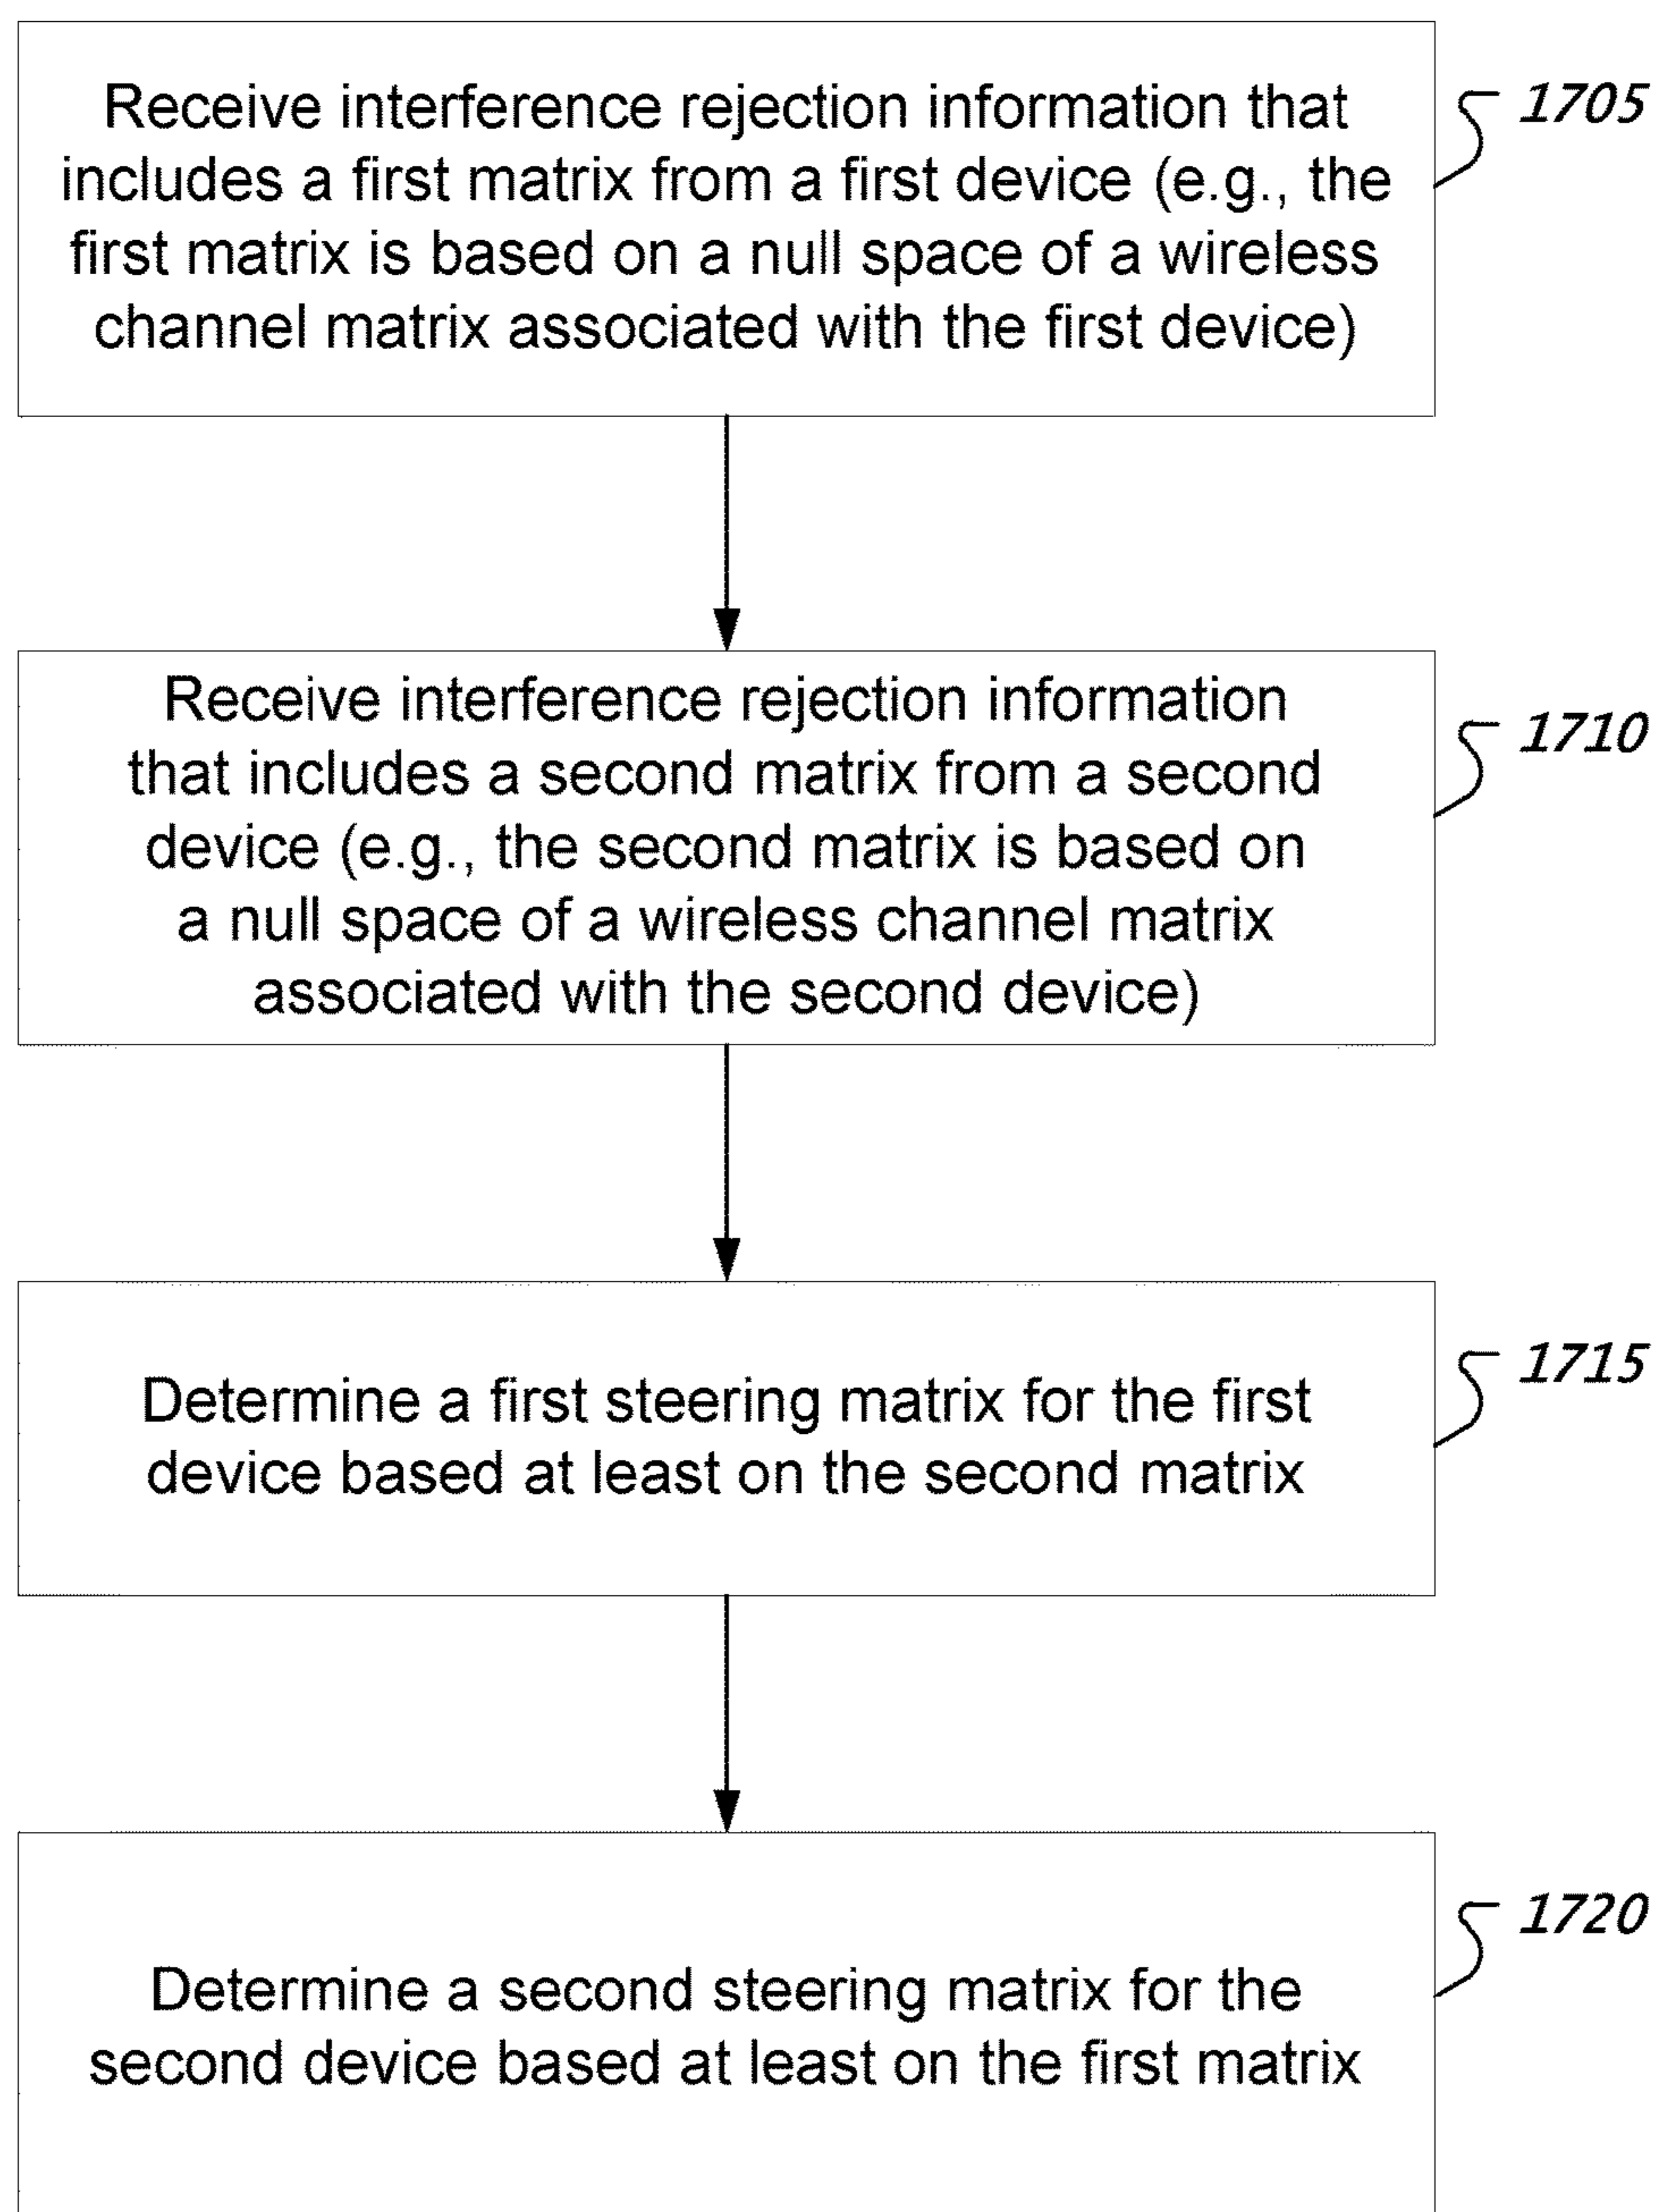 Receive interference rejection information that
includes a first matrix from a first device (e.g., the
first matrix is based on a null space of a wireless
channel matrix associated with the first device)
1705
Receive interference rejection information
that includes a second matrix from a second
device (e.g., the second matrix is based on
a null space of a wireless channel matrix
associated with the second device)
1710
Determine a first steering matrix for the first
device based at least on the second matrix
1715
Determine a second steering matrix for the
second device based at least on the first matrix
1720